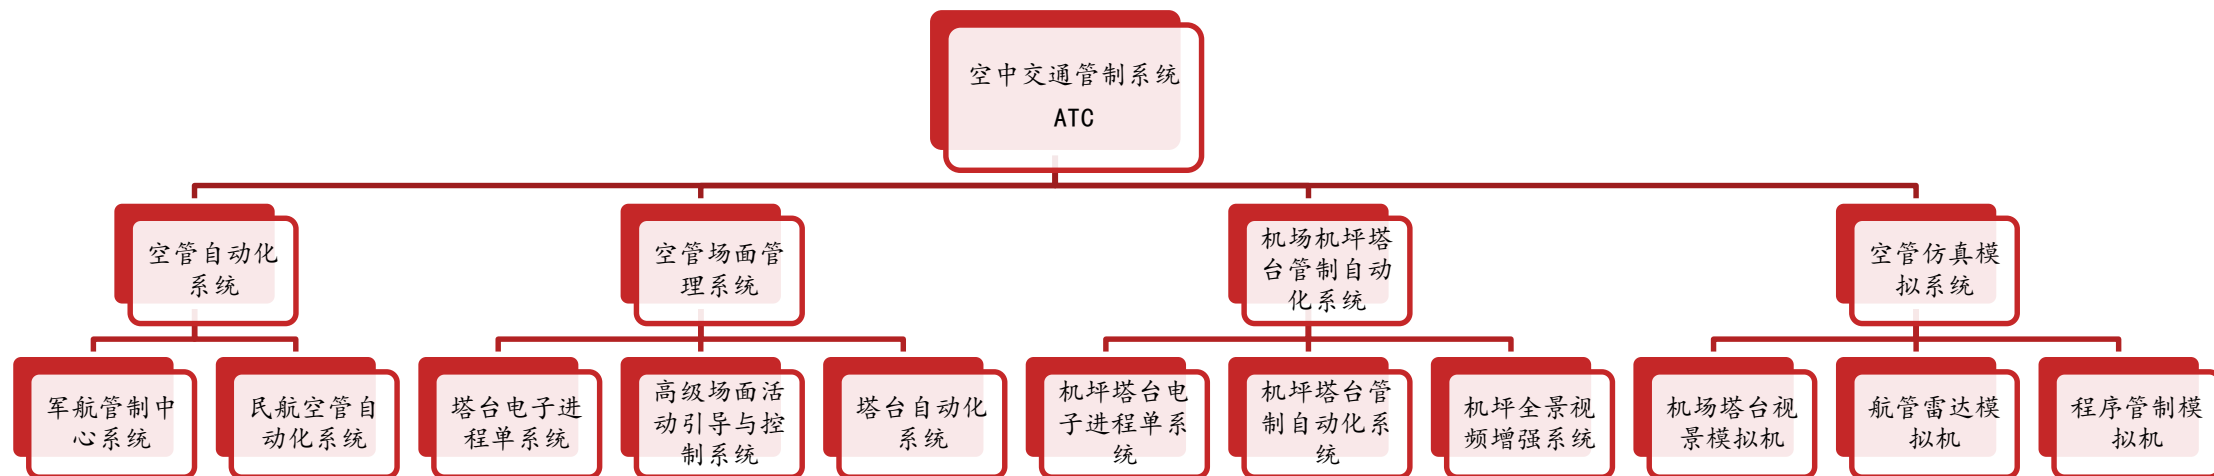 空中交通管制系统
ATC
空管自动化
系统
空管场面管
理系统
机场机坪塔
台管制自动
化系统
空管仿真模
拟系统
军航管制中
心系统
民航空管自
动化系统
塔台电子进
程单系统
高级场面活
动引导与控
制系统
塔台自动化
系统
机坪塔台电
子进程单系
统
机坪塔台管
制自动化系
统
机坪全景视
频增强系统
机场塔台视
景模拟机
航管雷达模
拟机
程序管制模
拟机